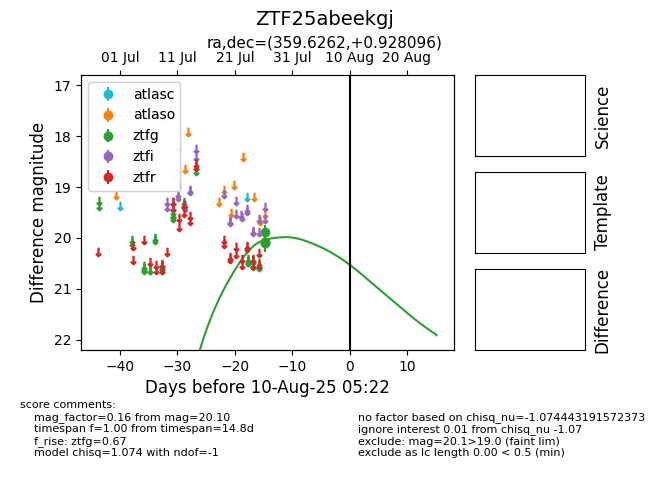 ZTF25abeekgj
ra,dec=(359.6262,+0.928096)
01 Jul 11 Jul 21 Jul 31 Jul 10 Aug 20 Aug
17
18
19
20
21
22
Difference magnitude
atlasc
atlaso
ztfg
ztfi
ztfr
Science
Template
Difference
−40 −30 −20 −10 0 10
Days before 10-Aug-25 05:22
score comments:
mag_factor=0.16 from mag=20.10
timespan f=1.00 from timespan=14.8d
f_rise: ztfg=0.67
model chisq=1.074 with ndof=-1
no factor based on chisq_nu=-1.074443191572373
ignore interest 0.01 from chisq_nu -1.07
exclude: mag=20.1>19.0 (faint lim)
exclude as lc length 0.00 < 0.5 (min)